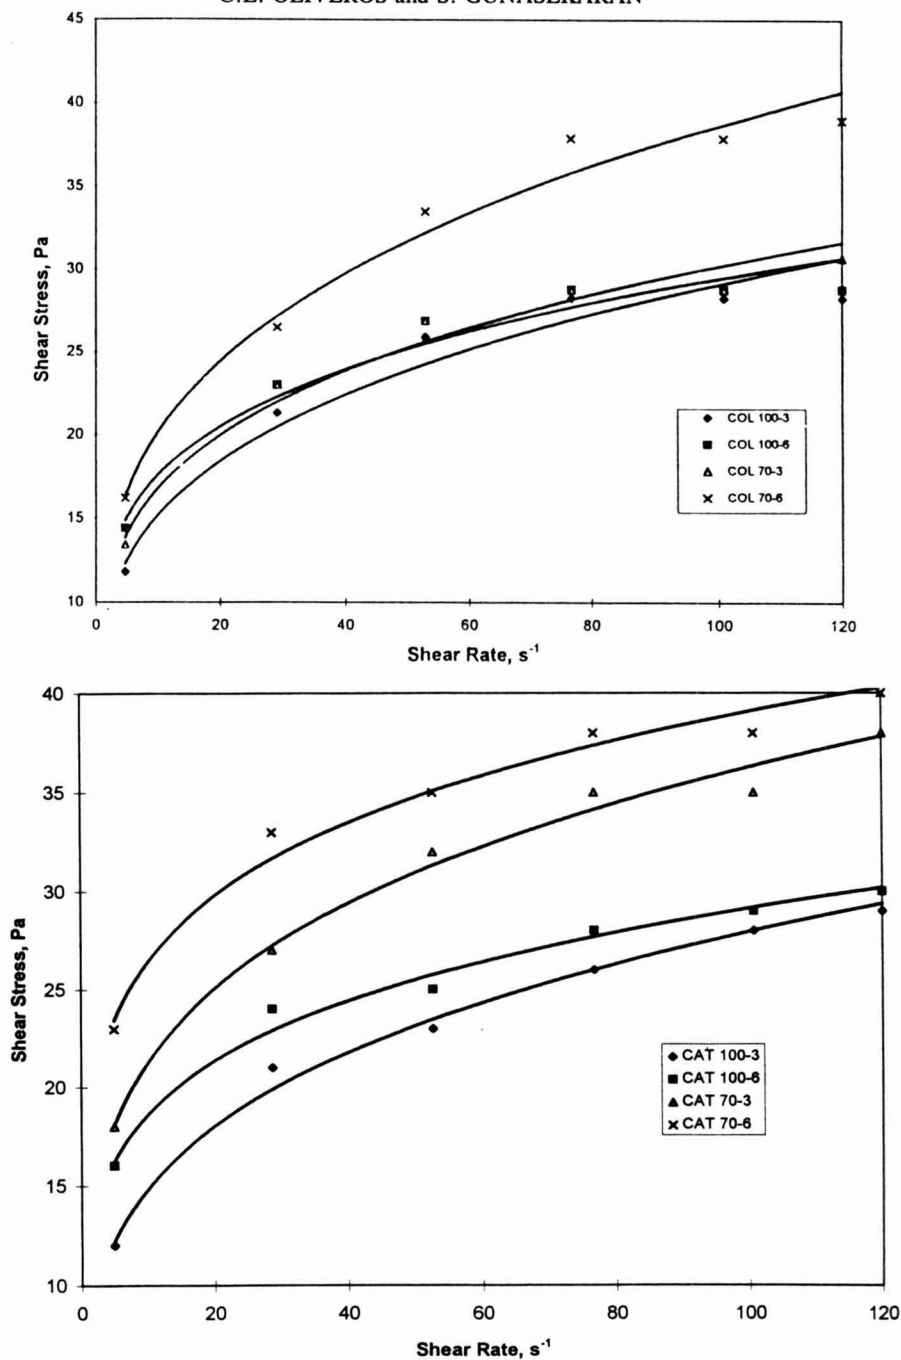 C.E. OLIVEROS and S. GUNASEKARAN
45
40
35
30
25
20
15
10
Shear Stress, Pa
COL 100-3
COL 100-6
COL 70-3
COL 70-6
0 20 40 60 80 100 120
Shear Rate, s⁻¹
40
35
30
25
20
15
10
Shear Stress, Pa
CAT 100-3
CAT 100-6
CAT 70-3
CAT 70-6
0 20 40 60 80 100 120
Shear Rate, s⁻¹